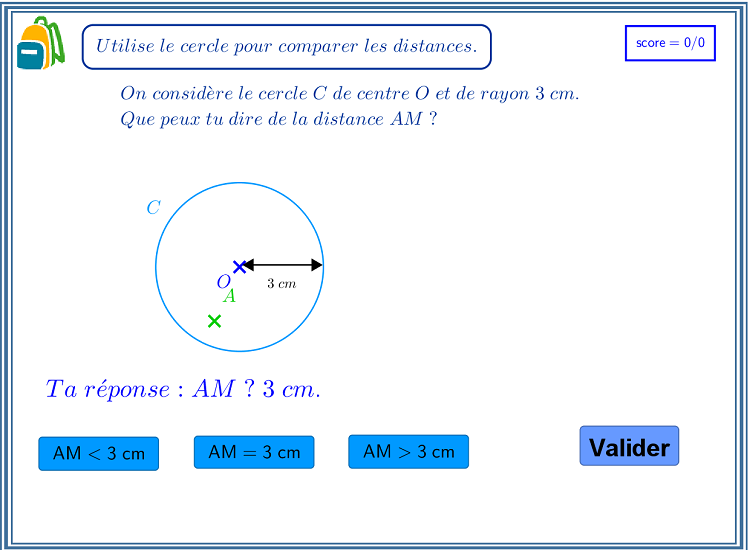 Utilise le cercle pour comparer les distances.
score = 0/0
On considère le cercle C de centre O et de rayon 3 cm.
Que peux tu dire de la distance AM ?
C
O
3 cm
A
Ta réponse : AM ? 3 cm.
AM < 3 cm
AM = 3 cm
AM > 3 cm
Valider